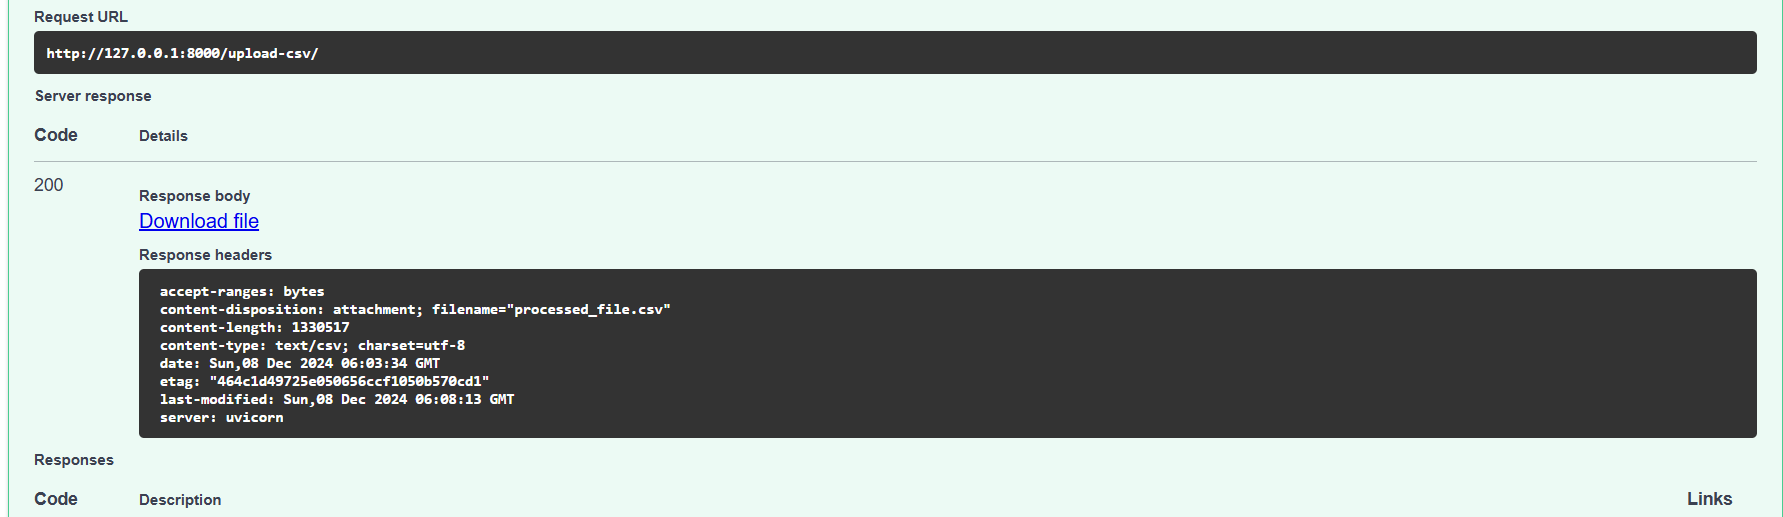 Request URL
http://127.0.0.1:8000/upload-csv/
Server response
Code Details
200
Response body
Download file
Response headers
accept-ranges: bytes
content-disposition: attachment; filename="processed_file.csv"
content-length: 1330517
content-type: text/csv; charset=utf-8
date: Sun,08 Dec 2024 06:03:34 GMT
etag: "464c1d49725e050656ccf1050b570cd1"
last-modified: Sun,08 Dec 2024 06:08:13 GMT
server: uvicorn
Responses
Code Description Links